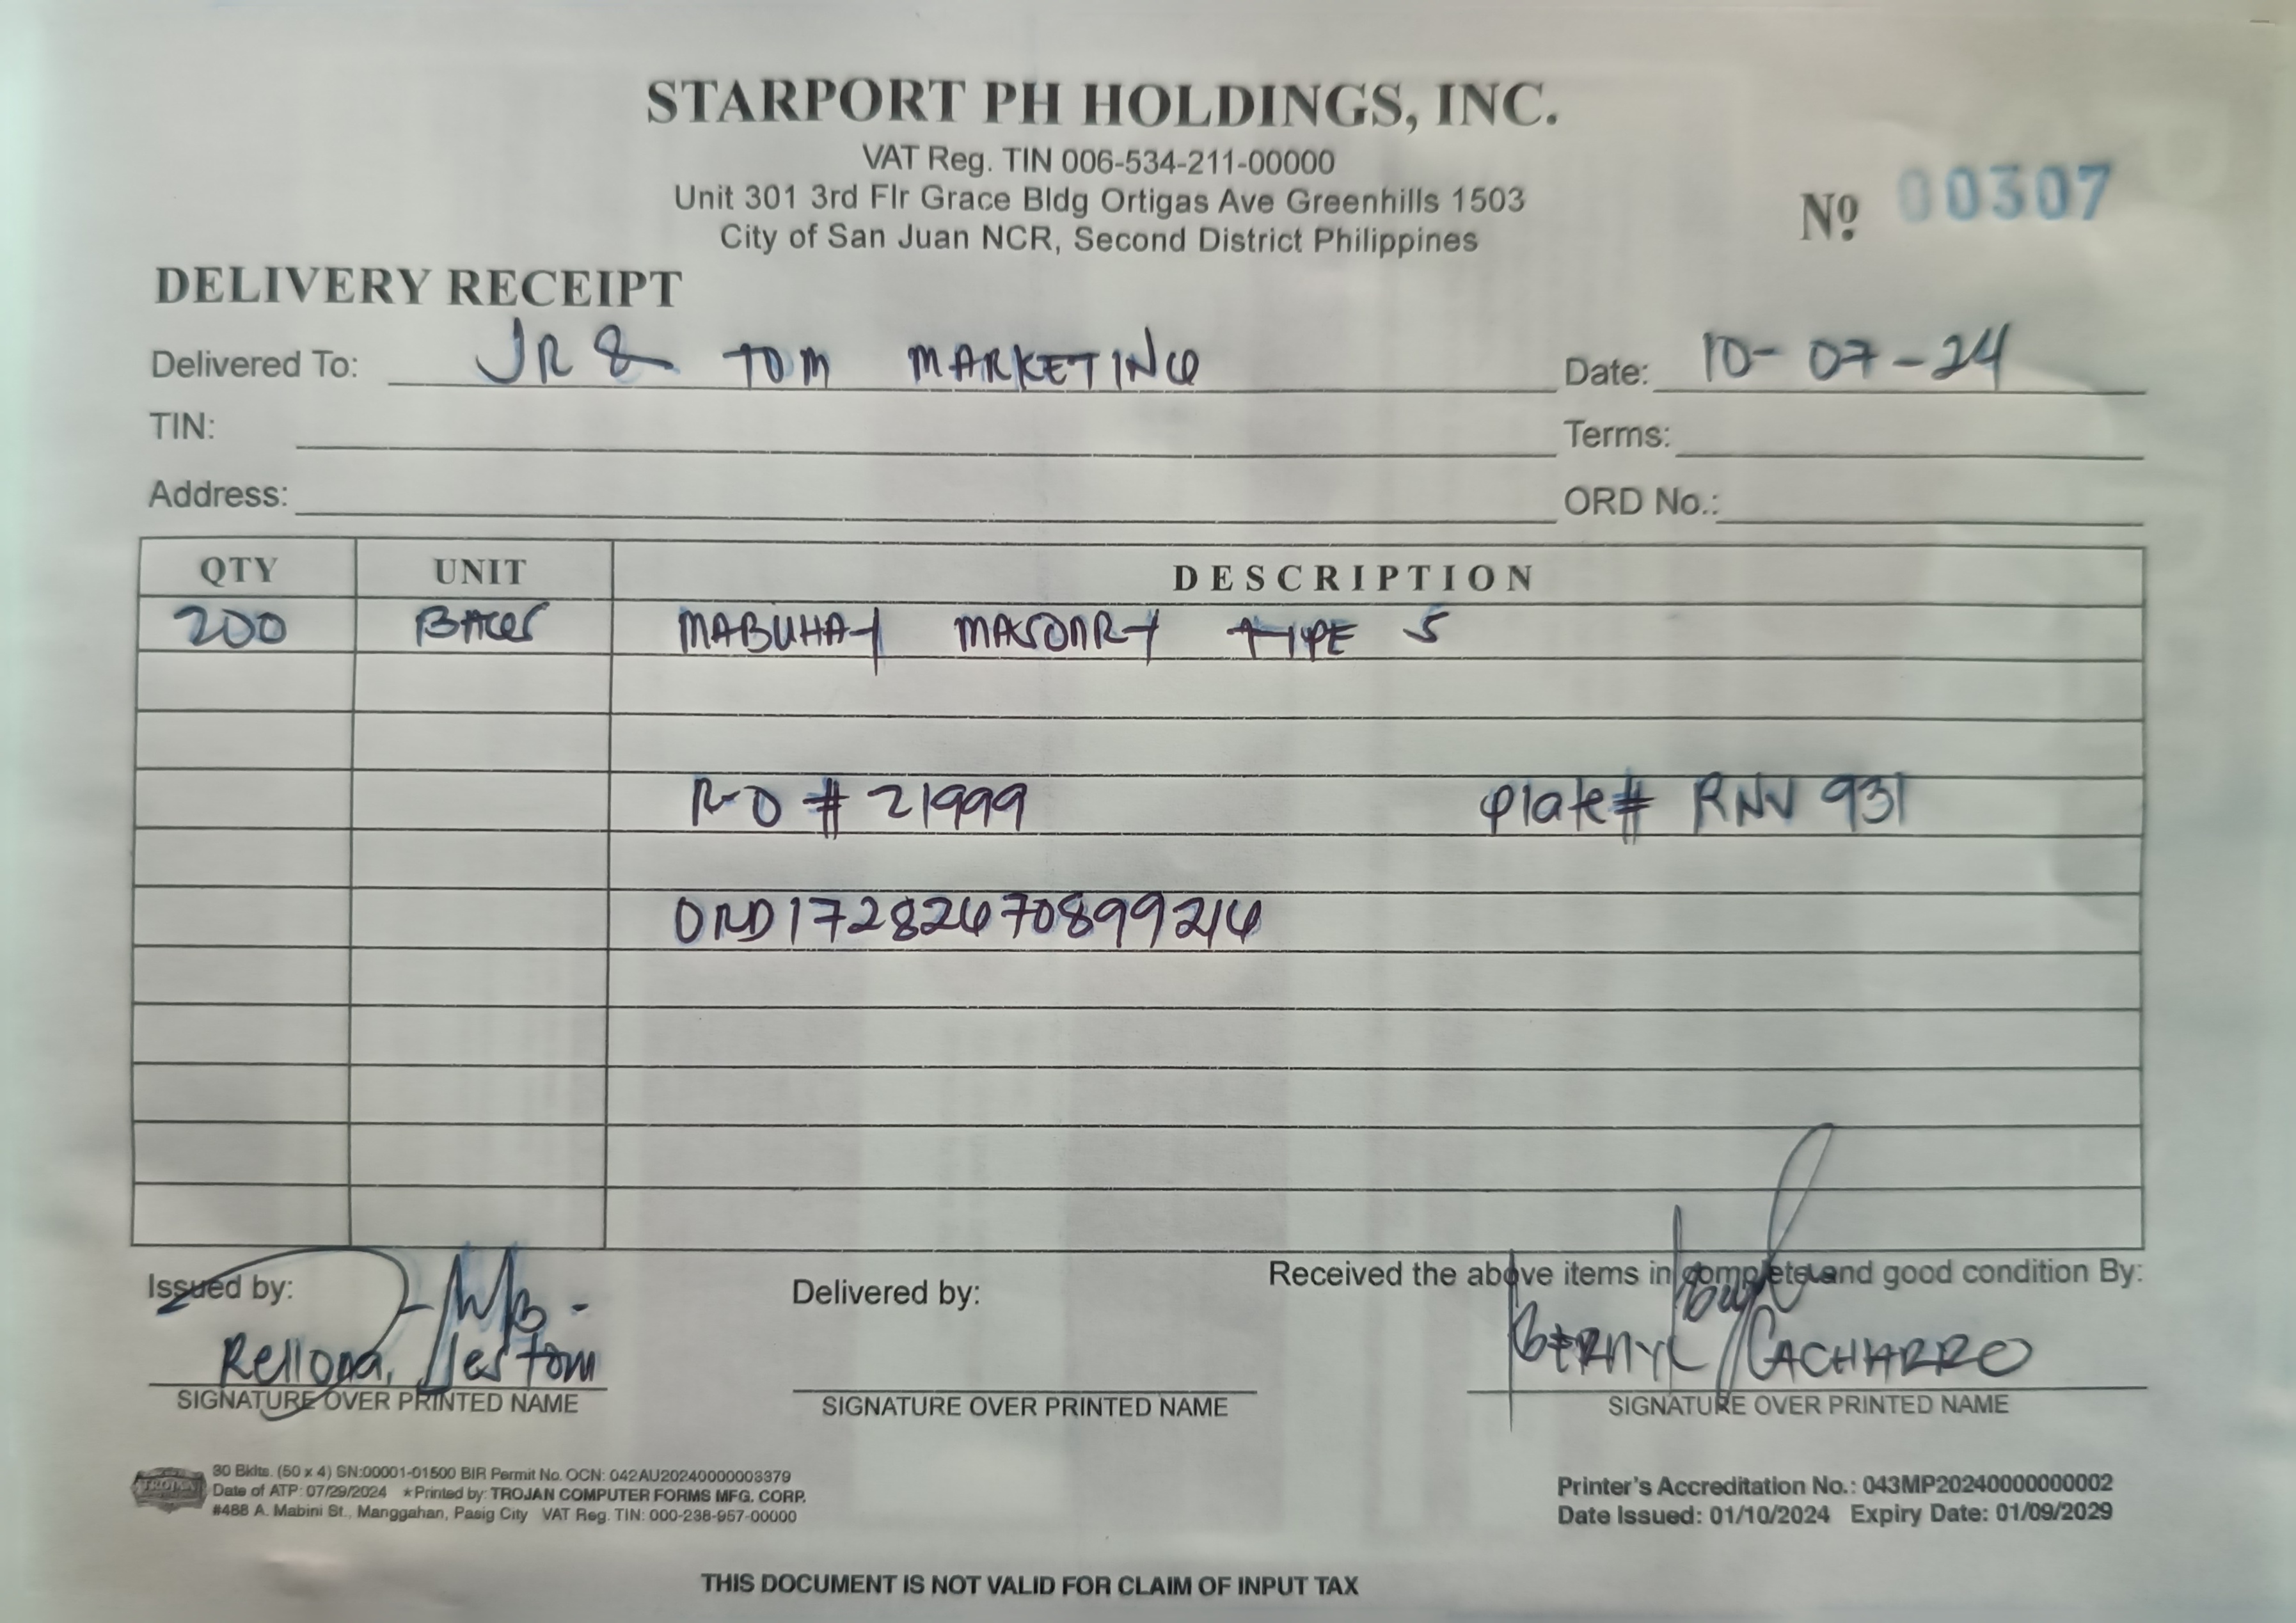 STARPORT PH HOLDINGS, INC.
VAT Reg. TIN 006-534-211-00000
Unit 301 3rd Flr Grace Bldg Ortigas Ave Greenhills 1503
City of San Juan NCR, Second District Philippines
Nº 00307
DELIVERY RECEIPT
Delivered To: JR & TOM MARKETING Date: 10-07-24
TIN: Terms:
Address: ORD No.:
QTY UNIT DESCRIPTION
200 BAGS MABUHAY MASONRY TYPE S
R-O # 21999 Plate# RNV 931
ORD1728267089926
Issued by: Delivered by: Received the above items in complete and good condition By:
Rellona, Jestom BERNYL CACHARRO
SIGNATURE OVER PRINTED NAME SIGNATURE OVER PRINTED NAME SIGNATURE OVER PRINTED NAME
TROJAN
30 Bklts. (50 x 4) SN:00001-01500 BIR Permit No. OCN: 042AU20240000003379
Date of ATP: 07/29/2024 *Printed by: TROJAN COMPUTER FORMS MFG. CORP.
#488 A. Mabini St., Manggahan, Pasig City VAT Reg. TIN: 000-238-957-00000
Printer's Accreditation No.: 043MP20240000000002
Date Issued: 01/10/2024 Expiry Date: 01/09/2029
THIS DOCUMENT IS NOT VALID FOR CLAIM OF INPUT TAX